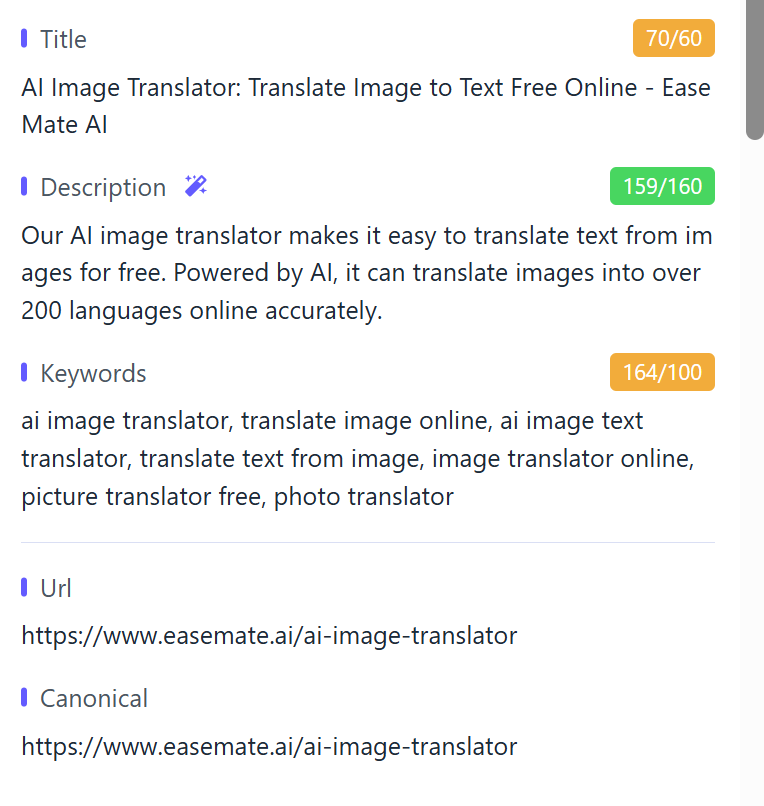 Title
70/60
AI Image Translator: Translate Image to Text Free Online - Ease
Mate AI
Description
159/160
Our AI image translator makes it easy to translate text from im
ages for free. Powered by AI, it can translate images into over
200 languages online accurately.
Keywords
164/100
ai image translator, translate image online, ai image text
translator, translate text from image, image translator online,
picture translator free, photo translator
Url
https://www.easemate.ai/ai-image-translator
Canonical
https://www.easemate.ai/ai-image-translator